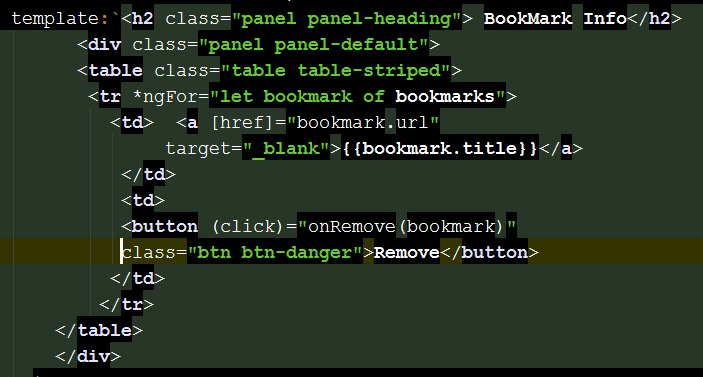 template:`<h2 class="panel panel-heading"> BookMark Info</h2>
<div class="panel panel-default">
<table class="table table-striped">
<tr *ngFor="let bookmark of bookmarks">
<td> <a [href]="bookmark.url"
target="_blank">{{bookmark.title}}</a>
</td>
<td>
<button (click)="onRemove(bookmark)"
class="btn btn-danger">Remove</button>
</td>
</tr>
</table>
</div>